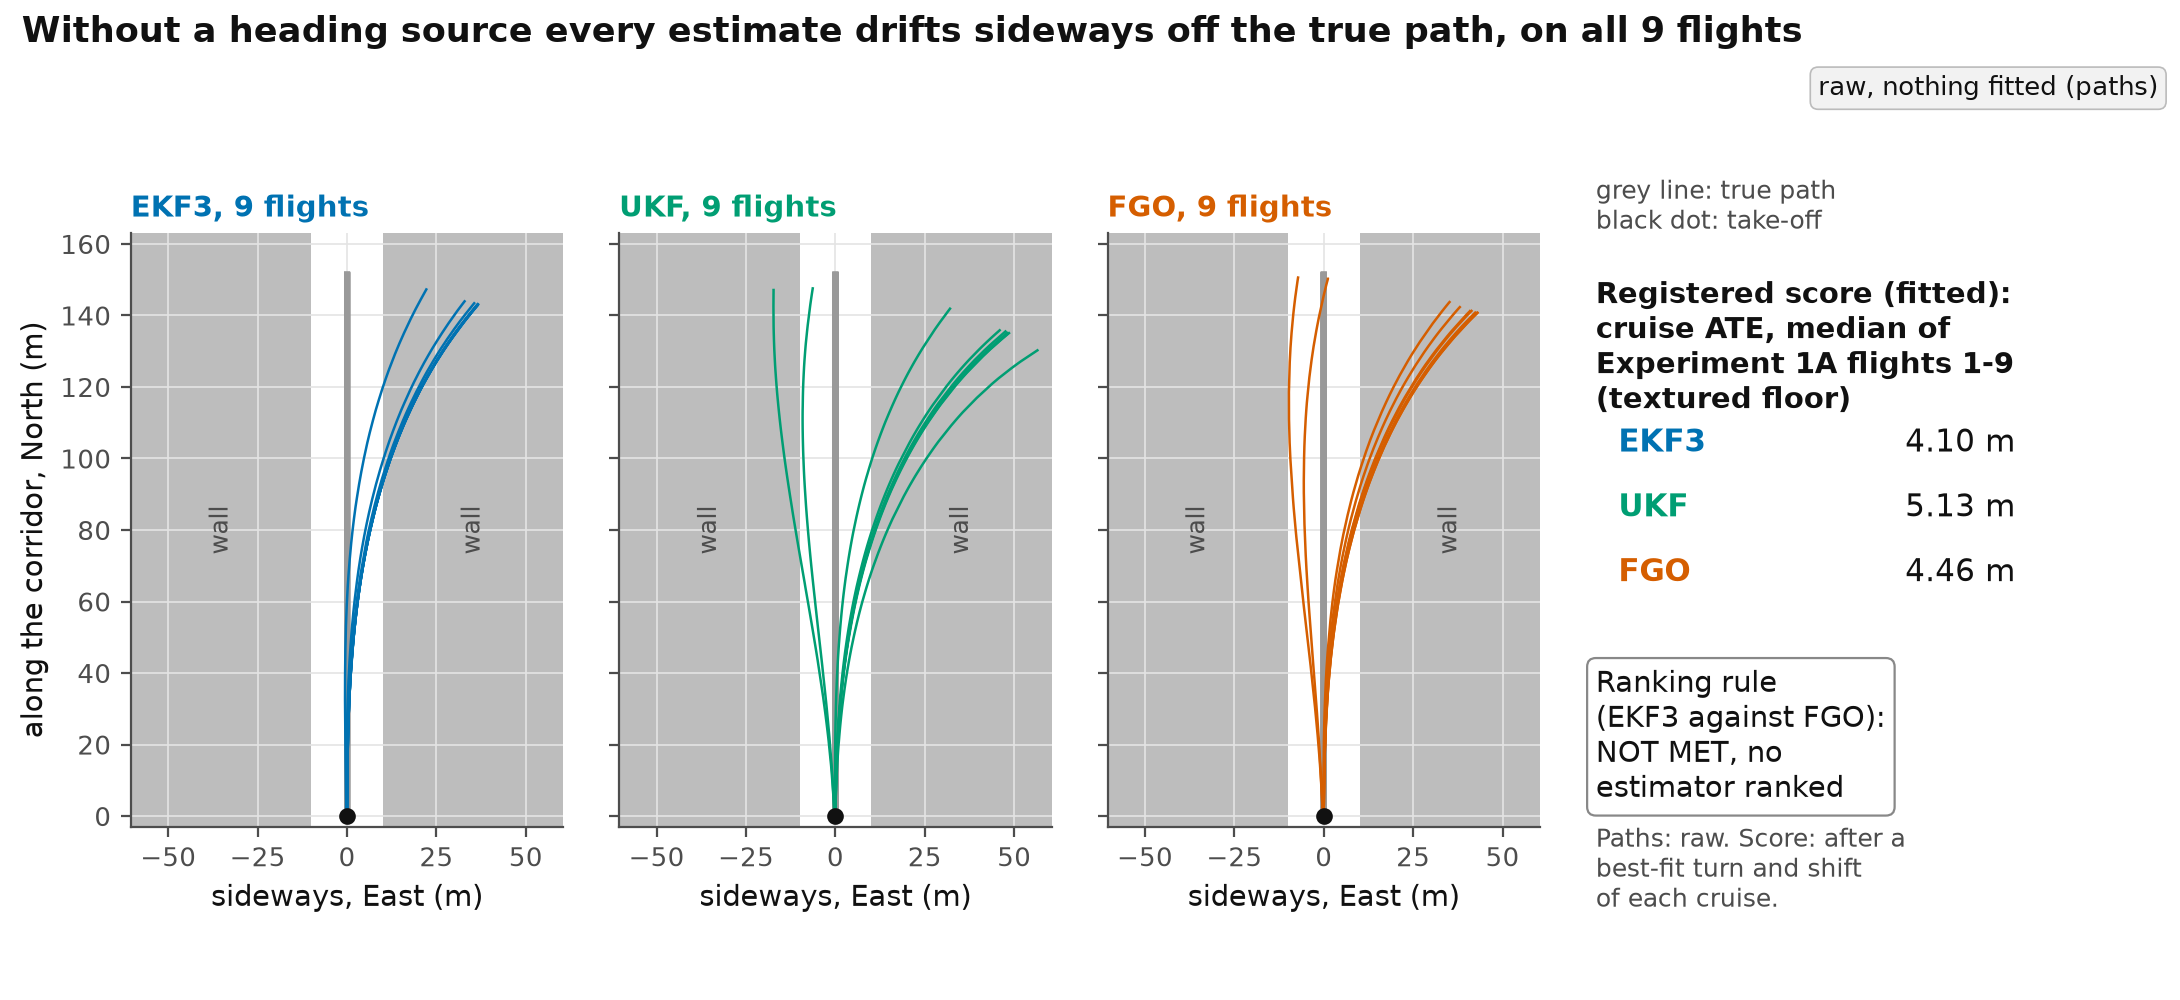 Without a heading source every estimate drifts sideways off the true path, on all 9 flights
raw, nothing fitted (paths)
EKF3, 9 flights
UKF, 9 flights
FGO, 9 flights
along the corridor, North (m)
160
140
120
100
80
60
40
20
0
wall
wall
wall
wall
wall
wall
−50
−25
0
25
50
−50
−25
0
25
50
−50
−25
0
25
50
sideways, East (m)
sideways, East (m)
sideways, East (m)
grey line: true path
black dot: take-off
Registered score (fitted):
cruise ATE, median of
Experiment 1A flights 1-9
(textured floor)
EKF3 4.10 m
UKF 5.13 m
FGO 4.46 m
Ranking rule
(EKF3 against FGO):
NOT MET, no
estimator ranked
Paths: raw. Score: after a
best-fit turn and shift
of each cruise.